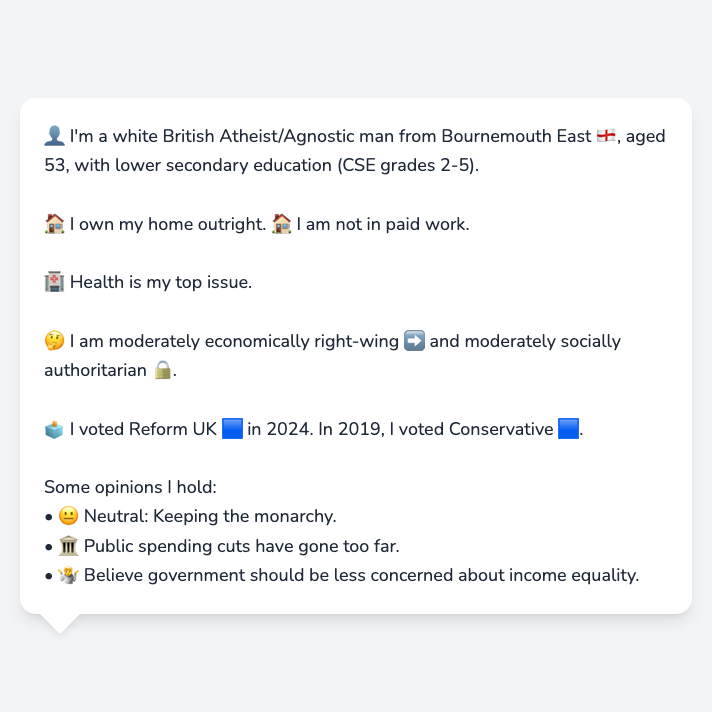 👤 I'm a white British Atheist/Agnostic man from Bournemouth East 🏴󠁧󠁢󠁥󠁮󠁧󠁿, aged
53, with lower secondary education (CSE grades 2-5).
🏠 I own my home outright. 🏠 I am not in paid work.
🏥 Health is my top issue.
🤔 I am moderately economically right-wing ➡️ and moderately socially
authoritarian 🔒.
🗳️ I voted Reform UK 🟦 in 2024. In 2019, I voted Conservative 🟦.
Some opinions I hold:
• 😐 Neutral: Keeping the monarchy.
• 🏛️ Public spending cuts have gone too far.
• 🤷 Believe government should be less concerned about income equality.